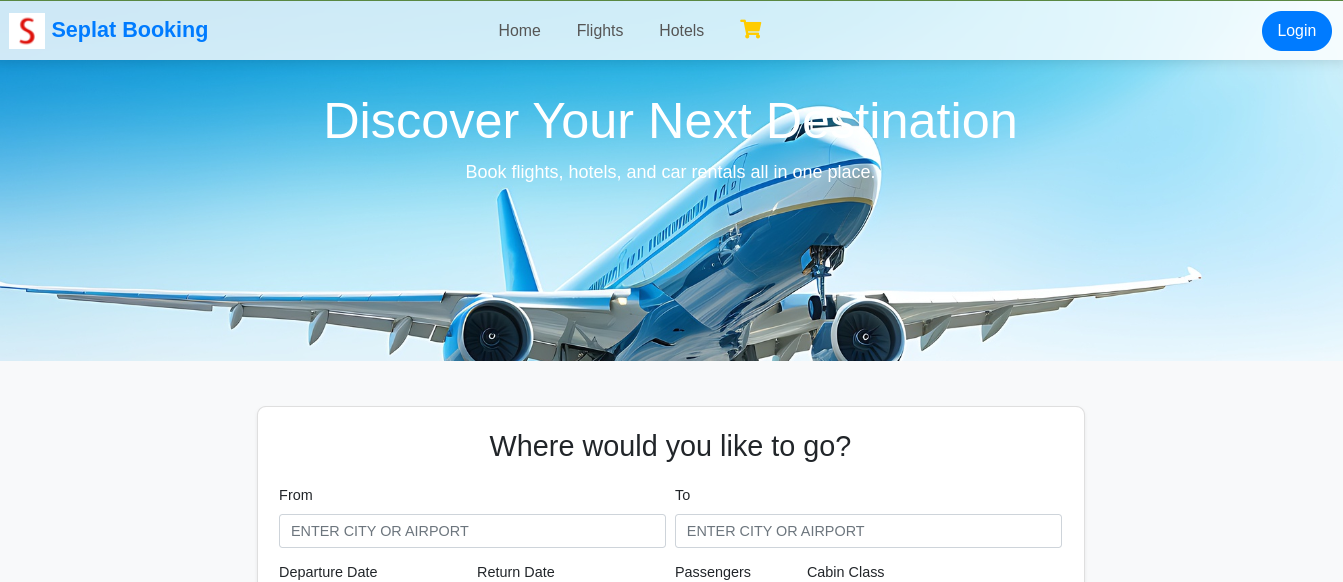 S Seplat Booking Home Flights Hotels Login
Discover Your Next Destination
Book flights, hotels, and car rentals all in one place.
Where would you like to go?
From To
ENTER CITY OR AIRPORT ENTER CITY OR AIRPORT
Departure Date Return Date Passengers Cabin Class